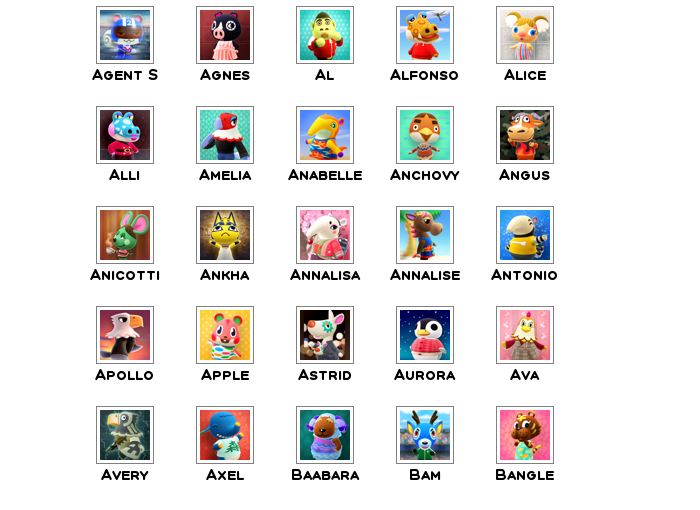 Agent S Agnes Al Alfonso Alice
Alli Amelia Anabelle Anchovy Angus
Anicotti Ankha Annalisa Annalise Antonio
Apollo Apple Astrid Aurora Ava
Avery Axel Baabara Bam Bangle